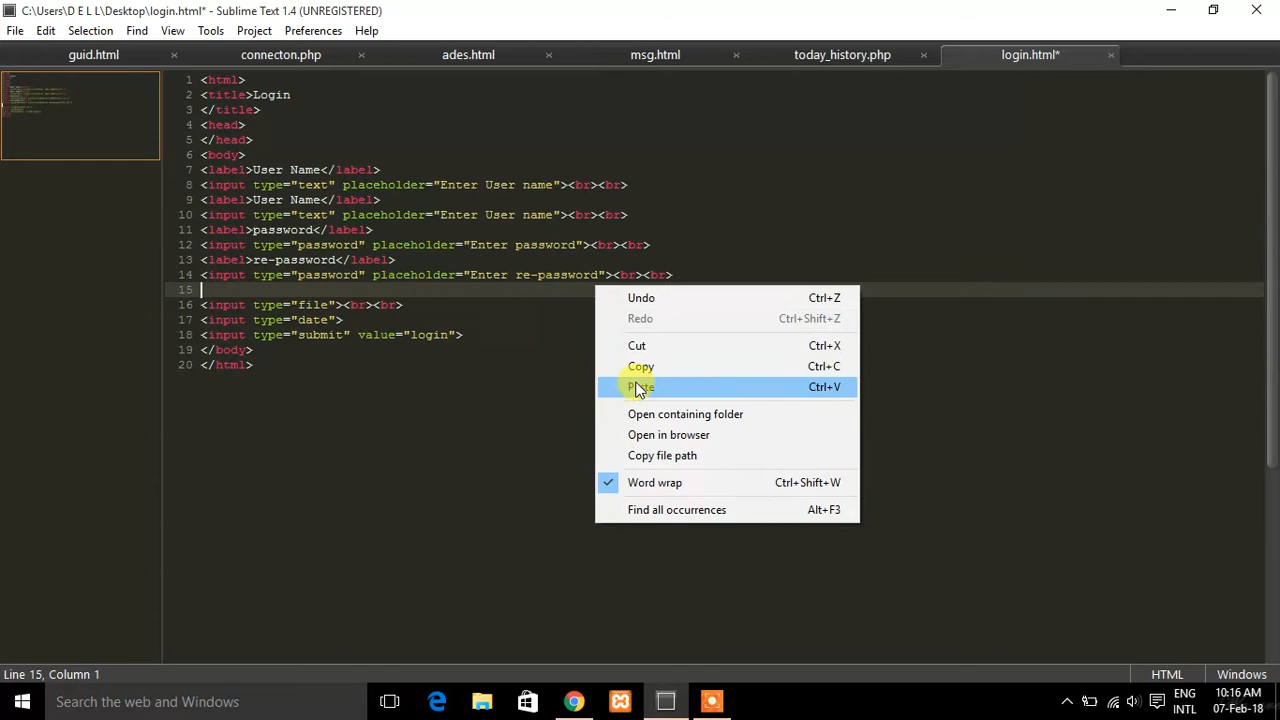 C:\Users\D E L L\Desktop\login.html* - Sublime Text 1.4 (UNREGISTERED)
File Edit Selection Find View Tools Project Preferences Help
guid.html × connecton.php × ades.html × msg.html × today_history.php × login.html* ×
1 <html>
2 <title>Login
3 </title>
4 <head>
5 </head>
6 <body>
7 <label>User Name</label>
8 <input type="text" placeholder="Enter User name"><br><br>
9 <label>User Name</label>
10 <input type="text" placeholder="Enter User name"><br><br>
11 <label>password</label>
12 <input type="password" placeholder="Enter password"><br><br>
13 <label>re-password</label>
14 <input type="password" placeholder="Enter re-password"><br><br>
15
16 <input type="file"><br><br>
17 <input type="date">
18 <input type="submit" value="login">
19 </body>
20 </html>
Undo Ctrl+Z
Redo Ctrl+Shift+Z
Cut Ctrl+X
Copy Ctrl+C
Paste Ctrl+V
Open containing folder
Open in browser
Copy file path
Word wrap Ctrl+Shift+W
Find all occurrences Alt+F3
Line 15, Column 1 HTML Windows
Search the web and Windows
ENG 10:16 AM
INTL 07-Feb-18